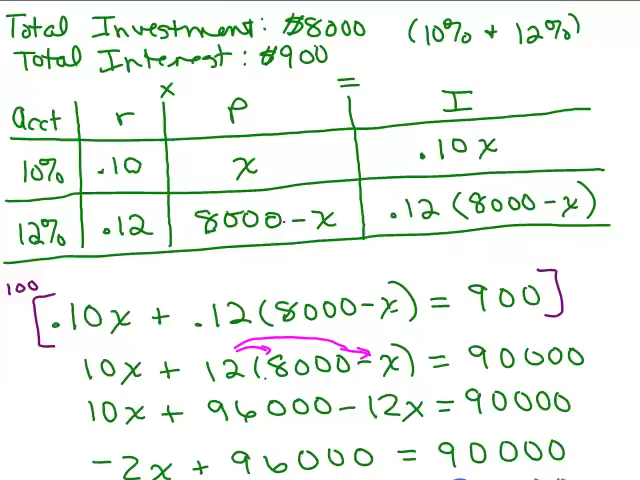 Total Investment: $8000 (10% + 12%)
Total Interest: $900
x =
Acct r P I
10% .10 x .10x
12% .12 8000-x .12(8000-x)
100
[.10x + .12(8000-x) = 900]
10x + 12(8000-x) = 90000
10x + 96000-12x = 90000
-2x + 96000 = 90000